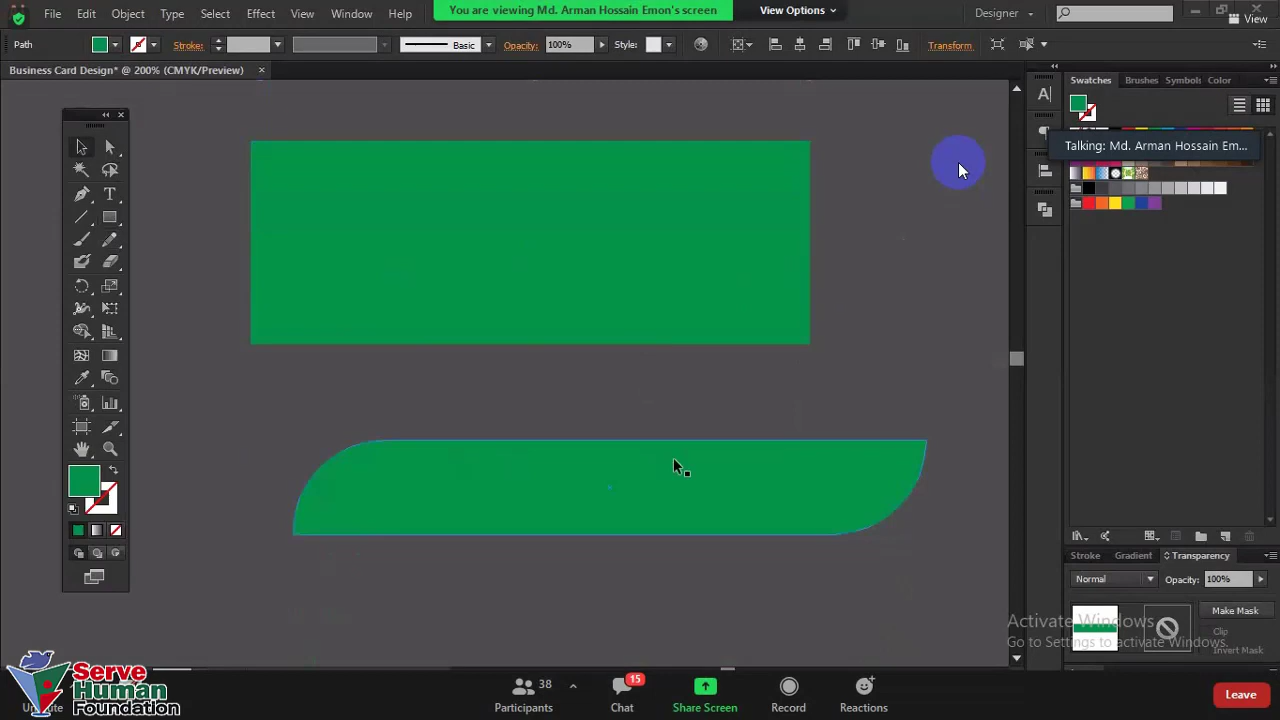 File Edit Object Type Select Effect View Window Help
You are viewing Md. Arman Hossain Emon's screen
View Options
Designer
View
Path
Stroke:
Basic
Opacity:
100%
Style:
Transform
Business Card Design* @ 200% (CMYK/Preview)
Swatches Brushes Symbols Color
Talking: Md. Arman Hossain Em...
Stroke Gradient Transparency
Normal
Opacity:
100%
Make Mask
Clip
Invert Mask
Activate Windows
Go to Settings to activate Windows.
Serve
Human
Foundation
38
Participants
15
Chat
Share Screen
Record
Reactions
Leave